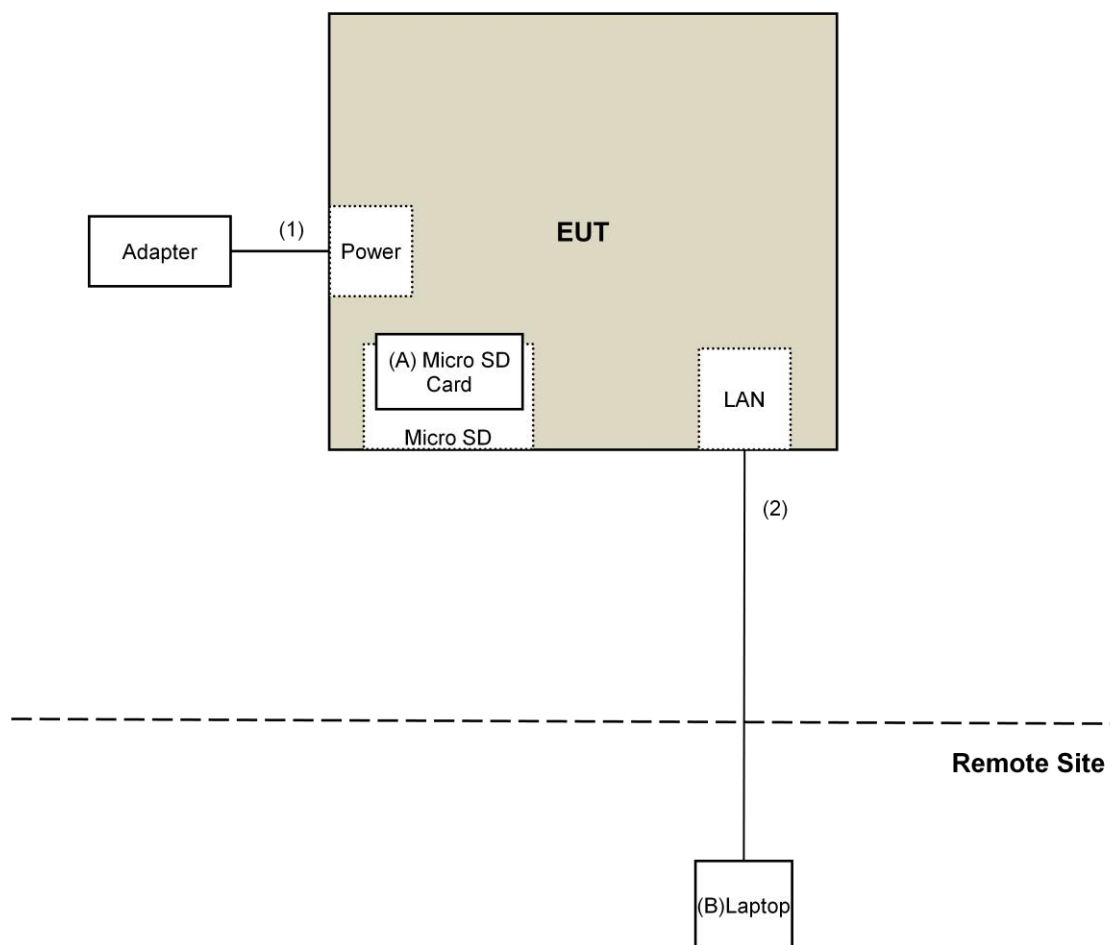 EUT
(1)
Adapter
Power
(A) Micro SD
Card
Micro SD
LAN
(2)
Remote Site
(B)Laptop